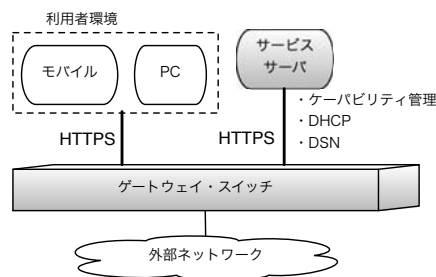 利用者環境
モバイル
PC
サービス
サーバ
・ケーパビリティ管理
・DHCP
・DSN
HTTPS
HTTPS
ゲートウェイ・スイッチ
外部ネットワーク